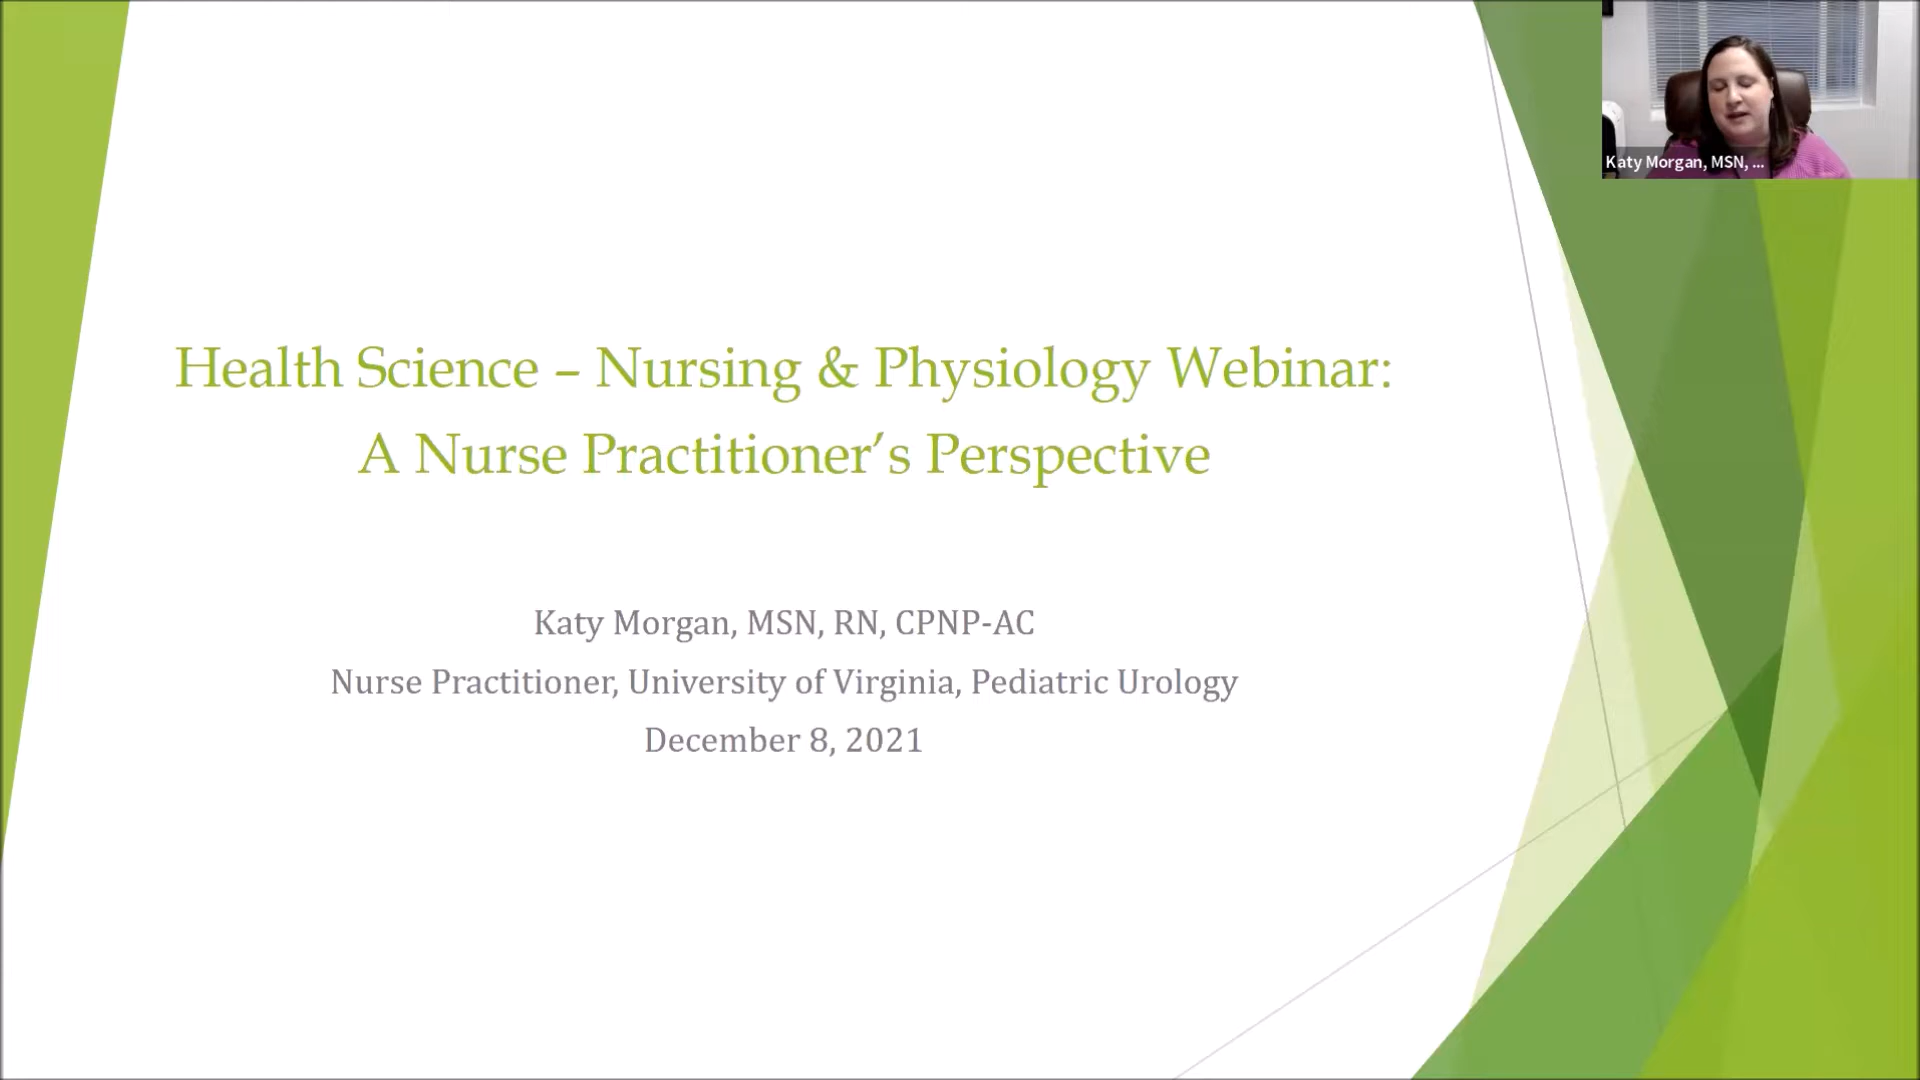 Katy Morgan, MSN, ...
Health Science – Nursing & Physiology Webinar:
A Nurse Practitioner’s Perspective
Katy Morgan, MSN, RN, CPNP-AC
Nurse Practitioner, University of Virginia, Pediatric Urology
December 8, 2021